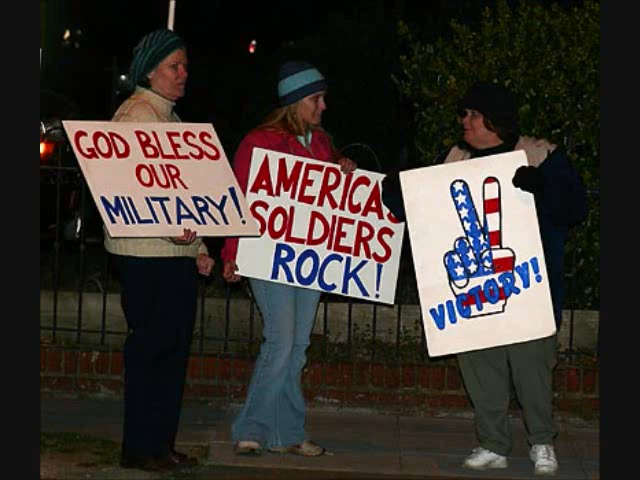 GOD BLESS
OUR
MILITARY!
AMERICA'S
SOLDIERS
ROCK!
VICTORY!